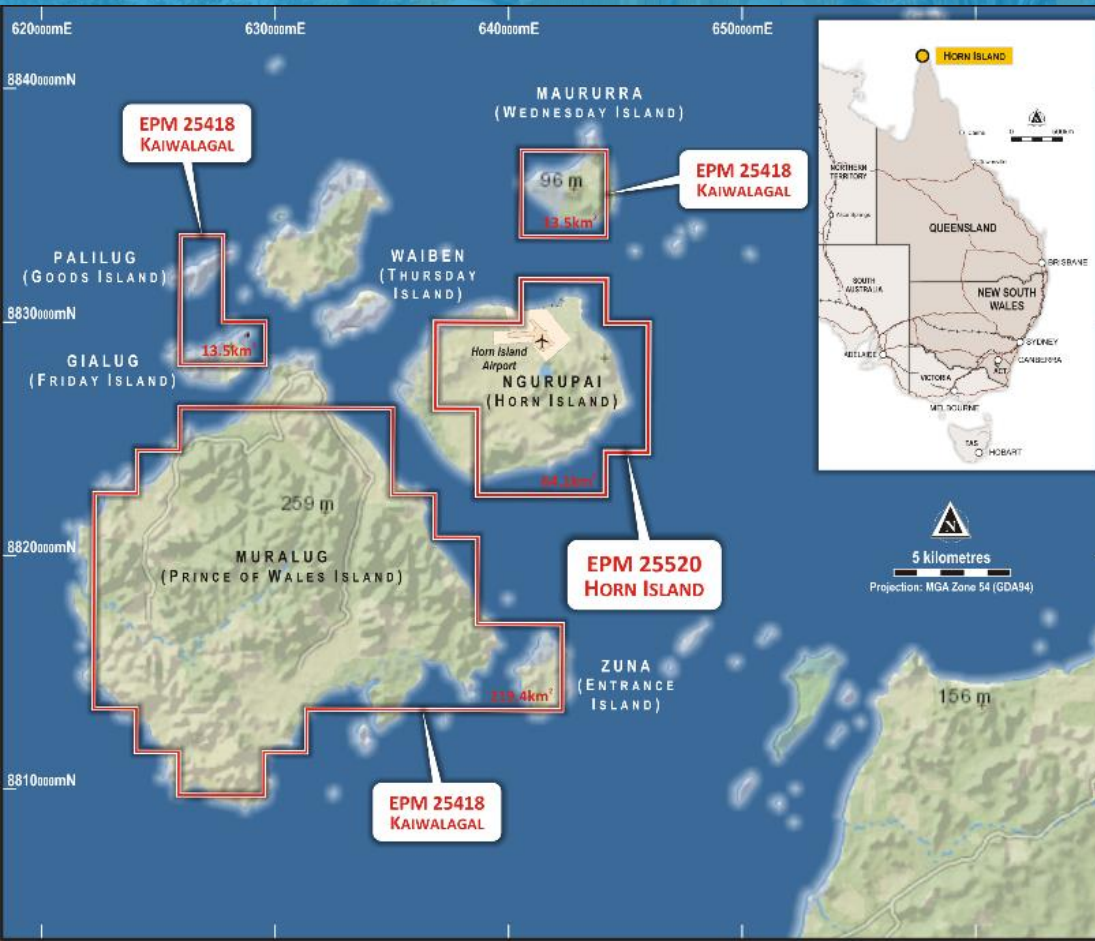 620000mE
630000mE
640000mE
650000mE
8840000mN
8830000mN
8820000mN
8810000mN
EPM 25418
KAIWALAGAL
MAURURRA
(WEDNESDAY ISLAND)
96 m
13.5km²
EPM 25418
KAIWALAGAL
PALILUG
(GOODS ISLAND)
WAIBEN
(THURSDAY
ISLAND)
GIALUG
(FRIDAY ISLAND)
13.5km²
Horn Island
Airport
NGURUPAI
(HORN ISLAND)
259 m
MURALUG
(PRINCE OF WALES ISLAND)
EPM 25520
HORN ISLAND
ZUNA
(ENTRANCE
ISLAND)
EPM 25418
KAIWALAGAL
156 m
N
5 kilometres
Projection: MGA Zone 54 (GDA94)
HORN ISLAND
NORTHERN
TERRITORY
Alice Springs
QUEENSLAND
BRISBANE
SOUTH
AUSTRALIA
NEW SOUTH
WALES
ADELAIDE
SYDNEY
CANBERRA
ACT
VICTORIA
MELBOURNE
TAS
HOBART